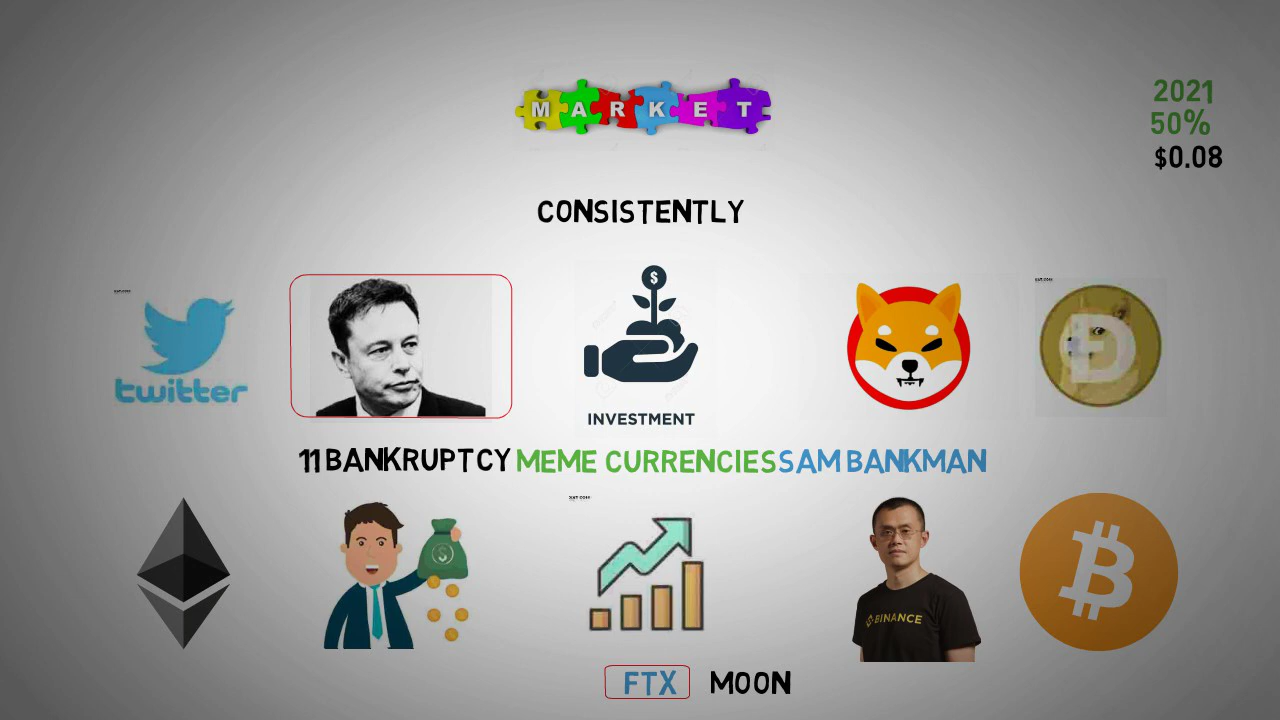 MARKET
2021
50%
$0.08
CONSISTENTLY
$
twitter
INVESTMENT
D
11 BANKRUPTCY MEME CURRENCIES SAM BANKMAN
$
BINANCE
FTX MOON